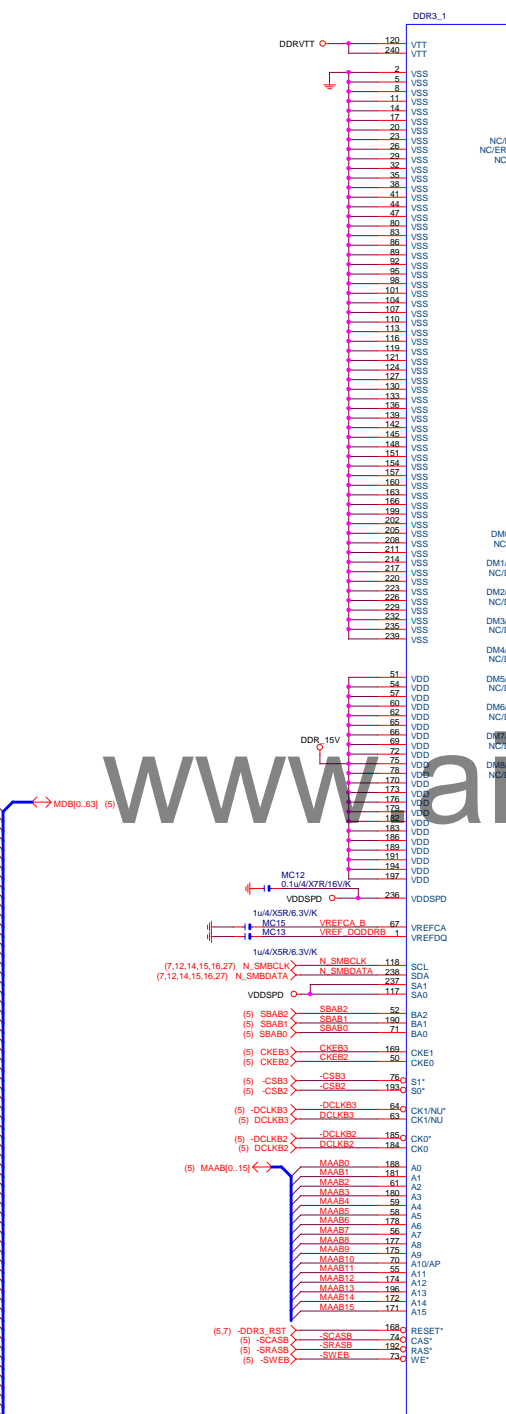 DDR3_1
DDRVTT 120 VTT
240 VTT
2 VSS
5 VSS
8 VSS
11 VSS
14 VSS
17 VSS
20 VSS
23 VSS
26 VSS
29 VSS
32 VSS
35 VSS
38 VSS
41 VSS
44 VSS
47 VSS
80 VSS
83 VSS
86 VSS
89 VSS
92 VSS
95 VSS
98 VSS
101 VSS
104 VSS
107 VSS
110 VSS
113 VSS
116 VSS
119 VSS
121 VSS
124 VSS
127 VSS
130 VSS
133 VSS
136 VSS
139 VSS
142 VSS
145 VSS
148 VSS
151 VSS
154 VSS
157 VSS
160 VSS
163 VSS
166 VSS
199 VSS
202 VSS
205 VSS
208 VSS
211 VSS
214 VSS
217 VSS
220 VSS
223 VSS
226 VSS
229 VSS
232 VSS
235 VSS
239 VSS
51 VDD
54 VDD
57 VDD
60 VDD
62 VDD
65 VDD
66 VDD
DDR_15V 69 VDD
72 VDD
75 VDD
78 VDD
170 VDD
173 VDD
176 VDD
179 VDD
182 VDD
183 VDD
186 VDD
189 VDD
191 VDD
194 VDD
197 VDD
www.ai
MDB[0..63] (5)
MC12
0.1u/4/X7R/16V/K
VDDSPD 236 VDDSPD
1u/4/X5R/6.3V/K
MC15 VREFCA_B 67 VREFCA
MC13 VREF_DQDDRB 1 VREFDQ
1u/4/X5R/6.3V/K
(7,12,14,15,16,27) N_SMBCLK N_SMBCLK 118 SCL
(7,12,14,15,16,27) N_SMBDATA N_SMBDATA 238 SDA
237 SA1
VDDSPD 117 SA0
(5) SBAB2 SBAB2 52 BA2
(5) SBAB1 SBAB1 190 BA1
(5) SBAB0 SBAB0 71 BA0
(5) CKEB3 CKEB3 169 CKE1
(5) CKEB2 CKEB2 50 CKE0
(5) -CSB3 -CSB3 76 S1*
(5) -CSB2 -CSB2 193 S0*
(5) -DCLKB3 -DCLKB3 64 CK1/NU*
(5) DCLKB3 DCLKB3 63 CK1/NU
(5) -DCLKB2 -DCLKB2 185 CK0*
(5) DCLKB2 DCLKB2 184 CK0
(5) MAAB[0..15] MAAB0 188 A0
MAAB1 181 A1
MAAB2 61 A2
MAAB3 180 A3
MAAB4 59 A4
MAAB5 58 A5
MAAB6 178 A6
MAAB7 56 A7
MAAB8 177 A8
MAAB9 175 A9
MAAB10 70 A10/AP
MAAB11 55 A11
MAAB12 174 A12
MAAB13 196 A13
MAAB14 172 A14
MAAB15 171 A15
(5,7) -DDR3_RST 168 RESET*
(5) -SCASB -SCASB 74 CAS*
(5) -SRASB -SRASB 192 RAS*
(5) -SWEB -SWEB 73 WE*